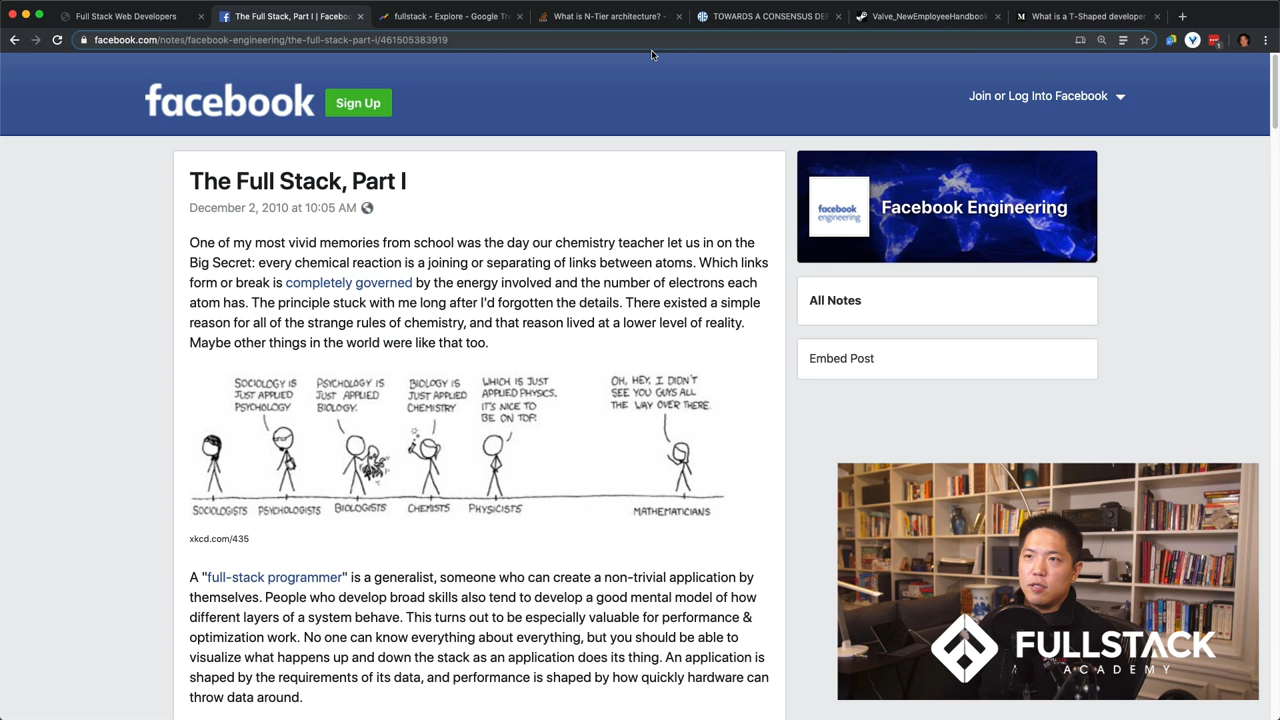 Full Stack Web Developers
The Full Stack, Part I | Faceboo
fullstack - Explore - Google Tr
What is N-Tier architecture? -
TOWARDS A CONSENSUS DEF
Valve_NewEmployeeHandbook
What is a T-Shaped developer
facebook.com/notes/facebook-engineering/the-full-stack-part-i/461505383919
facebook
Sign Up
Join or Log Into Facebook
The Full Stack, Part I
December 2, 2010 at 10:05 AM
One of my most vivid memories from school was the day our chemistry teacher let us in on the
Big Secret: every chemical reaction is a joining or separating of links between atoms. Which links
form or break is completely governed by the energy involved and the number of electrons each
atom has. The principle stuck with me long after I'd forgotten the details. There existed a simple
reason for all of the strange rules of chemistry, and that reason lived at a lower level of reality.
Maybe other things in the world were like that too.
SOCIOLOGY IS
JUST APPLIED
PSYCHOLOGY
PSYCHOLOGY IS
JUST APPLIED
BIOLOGY.
BIOLOGY IS
JUST APPLIED
CHEMISTRY
WHICH IS JUST
APPLIED PHYSICS.
IT'S NICE TO
BE ON TOP.
OH, HEY, I DIDN'T
SEE YOU GUYS ALL
THE WAY OVER THERE.
SOCIOLOGISTS
PSYCHOLOGISTS
BIOLOGISTS
CHEMISTS
PHYSICISTS
MATHEMATICIANS
xkcd.com/435
A "full-stack programmer" is a generalist, someone who can create a non-trivial application by
themselves. People who develop broad skills also tend to develop a good mental model of how
different layers of a system behave. This turns out to be especially valuable for performance &
optimization work. No one can know everything about everything, but you should be able to
visualize what happens up and down the stack as an application does its thing. An application is
shaped by the requirements of its data, and performance is shaped by how quickly hardware can
throw data around.
facebook
engineering
Facebook Engineering
All Notes
Embed Post
FULLSTACK
ACADEMY